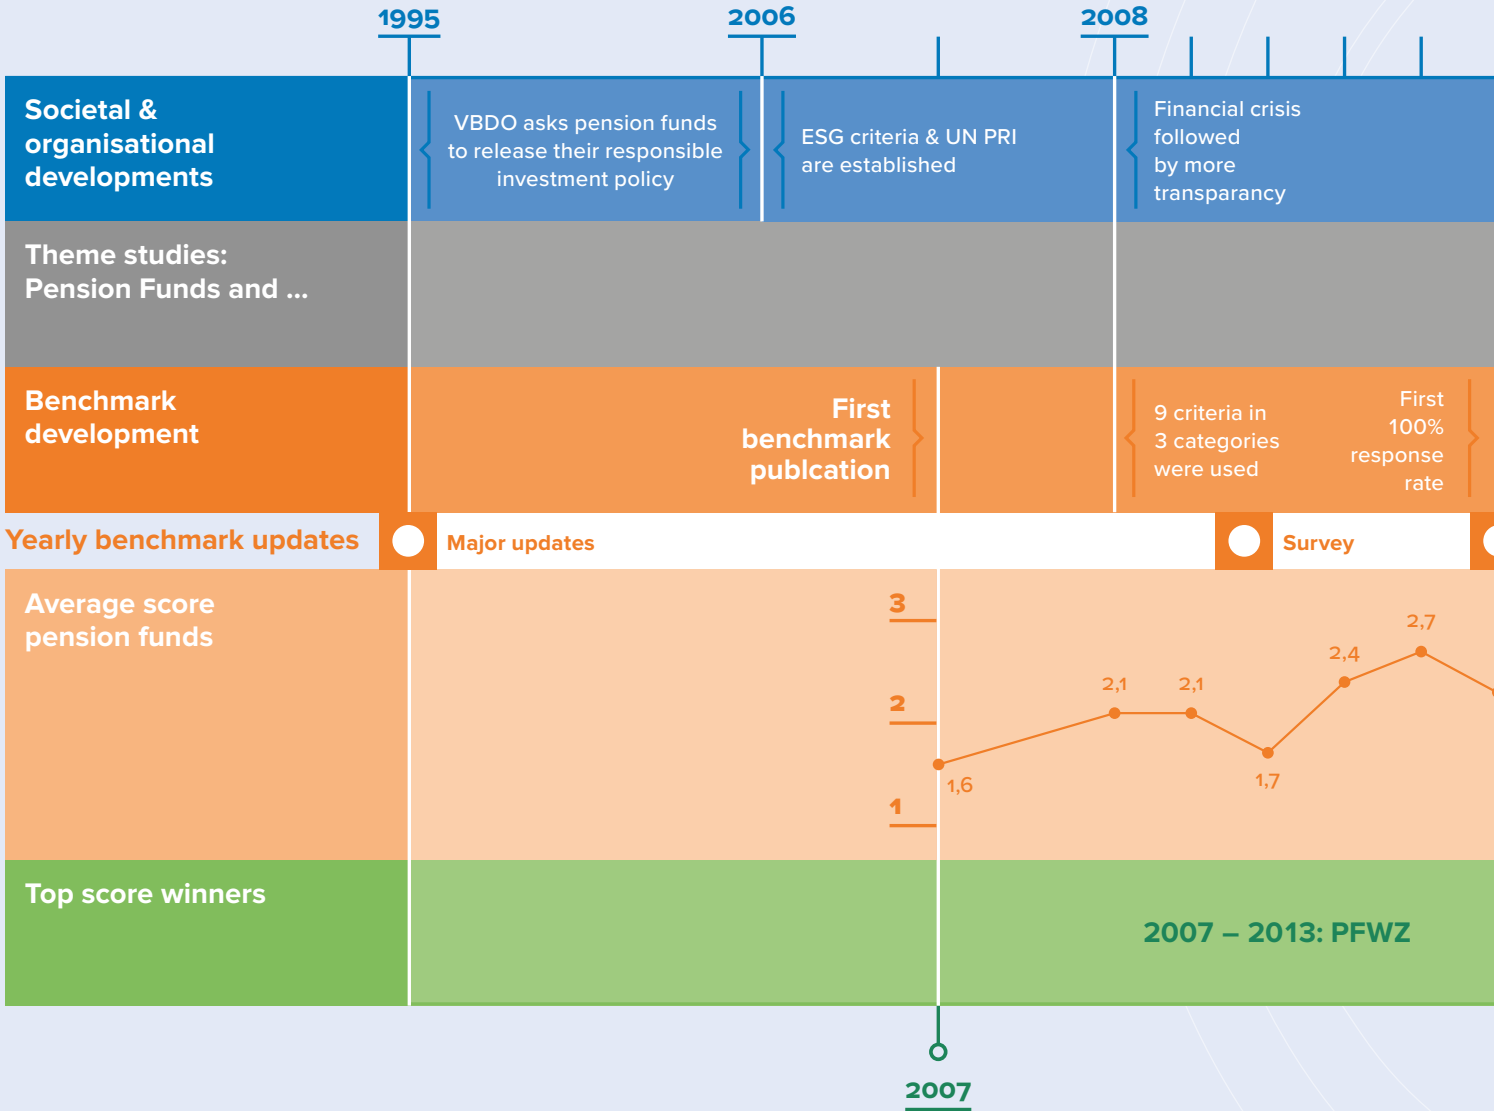 1995
2006
2008
Societal &
organisational
developments
VBDO asks pension funds
to release their responsible
investment policy
ESG criteria & UN PRI
are established
Financial crisis
followed
by more
transparancy
Theme studies:
Pension Funds and ...
Benchmark
development
First
benchmark
publcation
9 criteria in
3 categories
were used
First
100%
response
rate
Yearly benchmark updates
Major updates
Survey
Average score
pension funds
3
2
1
1,6
2,1
2,1
1,7
2,4
2,7
Top score winners
2007 – 2013: PFWZ
2007